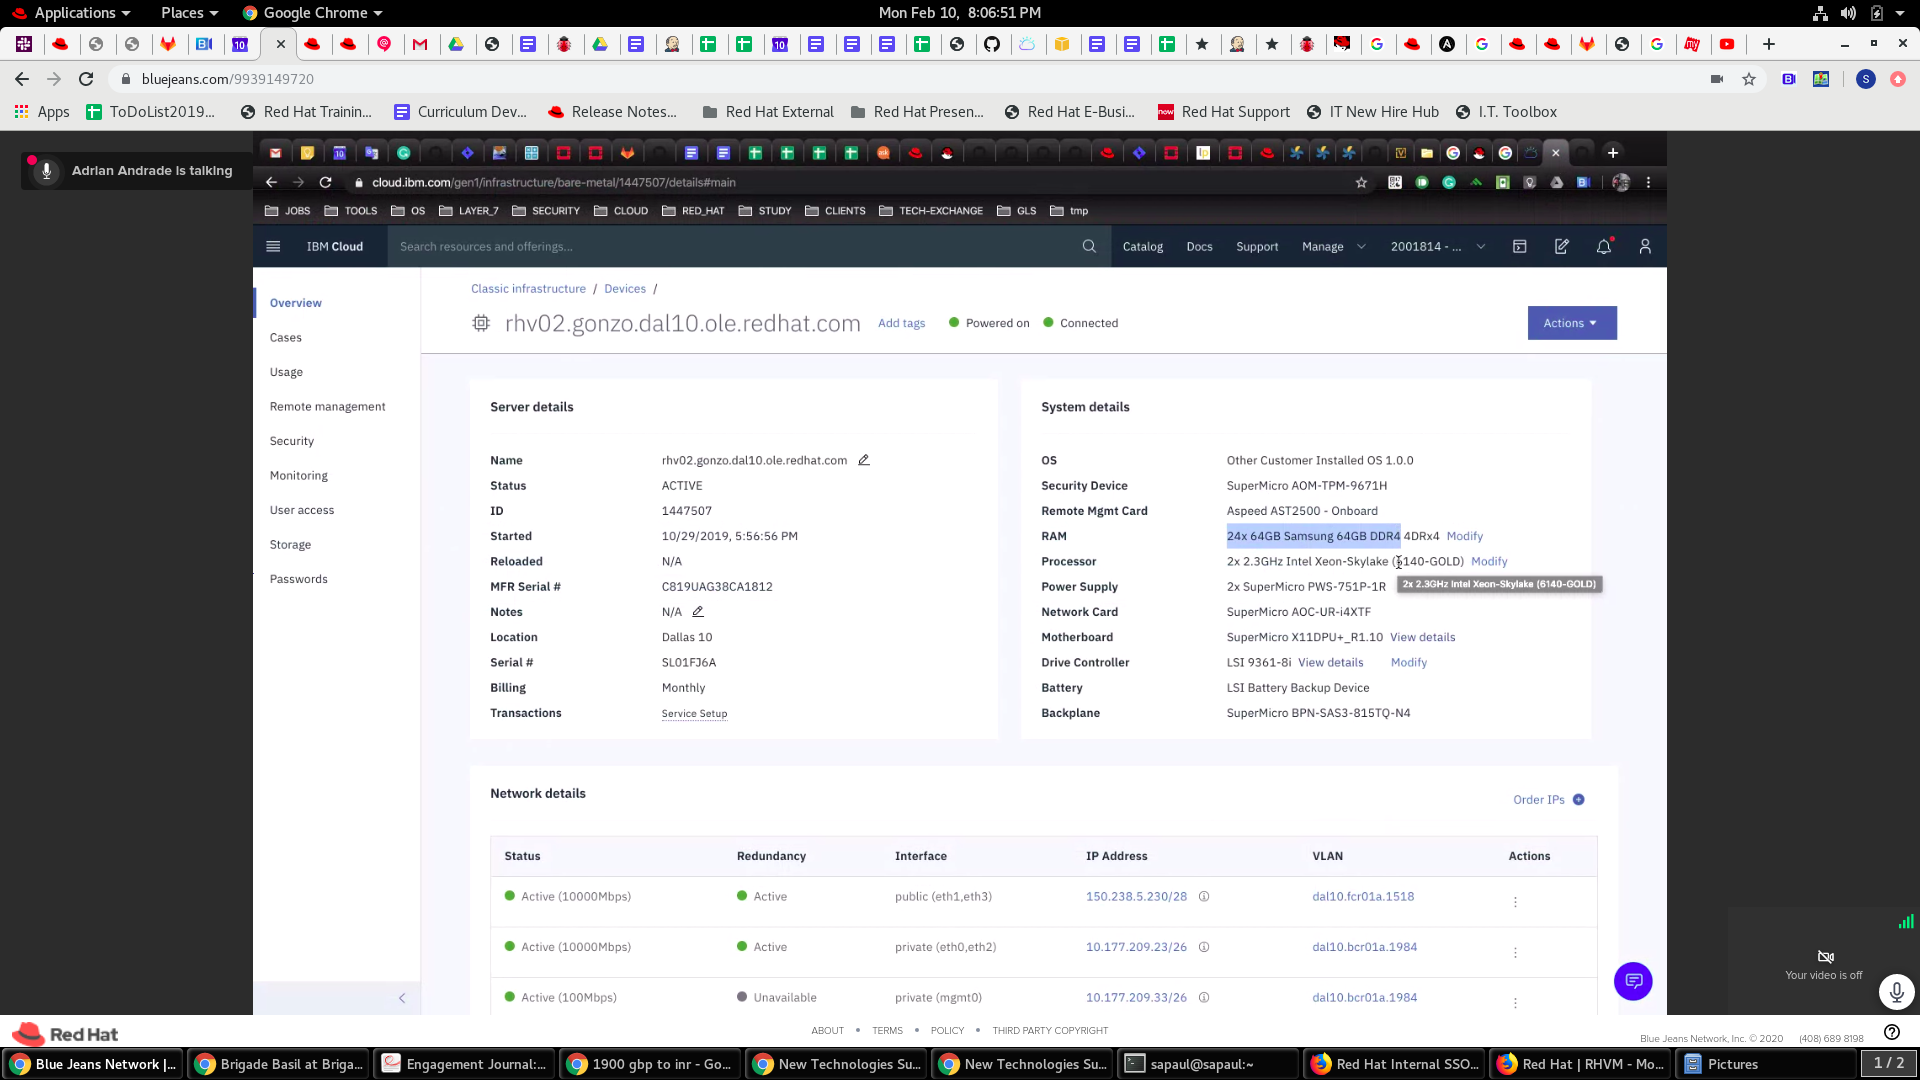 Applications
Places
Google Chrome
Mon Feb 10, 8:06:51 PM
bluejeans.com/9939149720
Apps
ToDoList2019...
Red Hat Trainin...
Curriculum Dev...
Release Notes...
Red Hat External
Red Hat Presen...
Red Hat E-Busi...
Red Hat Support
IT New Hire Hub
I.T. Toolbox
Adrian Andrade is talking
cloud.ibm.com/gen1/infrastructure/bare-metal/1447507/details#main
JOBS
TOOLS
OS
LAYER_7
SECURITY
CLOUD
RED_HAT
STUDY
CLIENTS
TECH-EXCHANGE
GLS
tmp
IBM Cloud
Search resources and offerings...
Catalog
Docs
Support
Manage
2001814 - ...
Overview
Cases
Usage
Remote management
Security
Monitoring
User access
Storage
Passwords
Classic infrastructure / Devices /
rhv02.gonzo.dal10.ole.redhat.com
Add tags
Powered on
Connected
Actions
Server details
Name rhv02.gonzo.dal10.ole.redhat.com
Status ACTIVE
ID 1447507
Started 10/29/2019, 5:56:56 PM
Reloaded N/A
MFR Serial # C819UAG38CA1812
Notes N/A
Location Dallas 10
Serial # SL01FJ6A
Billing Monthly
Transactions Service Setup
System details
OS Other Customer Installed OS 1.0.0
Security Device SuperMicro AOM-TPM-9671H
Remote Mgmt Card Aspeed AST2500 - Onboard
RAM 24x 64GB Samsung 64GB DDR4 4DRx4 Modify
Processor 2x 2.3GHz Intel Xeon-Skylake (6140-GOLD) Modify
2x 2.3GHz Intel Xeon-Skylake (6140-GOLD)
Power Supply 2x SuperMicro PWS-751P-1R
Network Card SuperMicro AOC-UR-i4XTF
Motherboard SuperMicro X11DPU+_R1.10 View details
Drive Controller LSI 9361-8i View details Modify
Battery LSI Battery Backup Device
Backplane SuperMicro BPN-SAS3-815TQ-N4
Network details
Order IPs
Status Redundancy Interface IP Address VLAN Actions
Active (10000Mbps) Active public (eth1,eth3) 150.238.5.230/28 dal10.fcr01a.1518
Active (10000Mbps) Active private (eth0,eth2) 10.177.209.23/26 dal10.bcr01a.1984
Active (100Mbps) Unavailable private (mgmt0) 10.177.209.33/26 dal10.bcr01a.1984
Your video is off
Red Hat
ABOUT • TERMS • POLICY • THIRD PARTY COPYRIGHT
Blue Jeans Network, Inc. © 2020 (408) 689 8198
Blue Jeans Network |...
Brigade Basil at Briga...
Engagement Journal:...
1900 gbp to inr - Go...
New Technologies Su...
New Technologies Su...
sapaul@sapaul:~
Red Hat Internal SSO...
Red Hat | RHVM - Mo...
Pictures
1 / 2